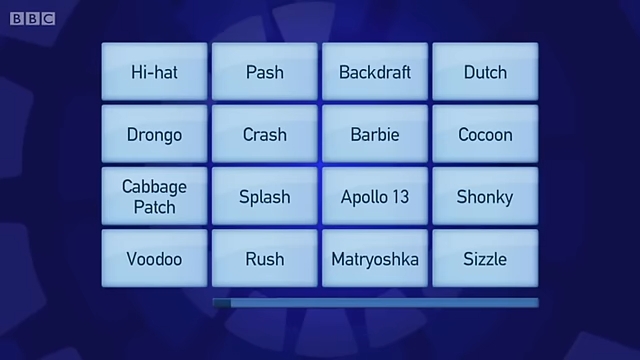 BBC
Hi-hat Pash Backdraft Dutch
Drongo Crash Barbie Cocoon
Cabbage Patch Splash Apollo 13 Shonky
Voodoo Rush Matryoshka Sizzle